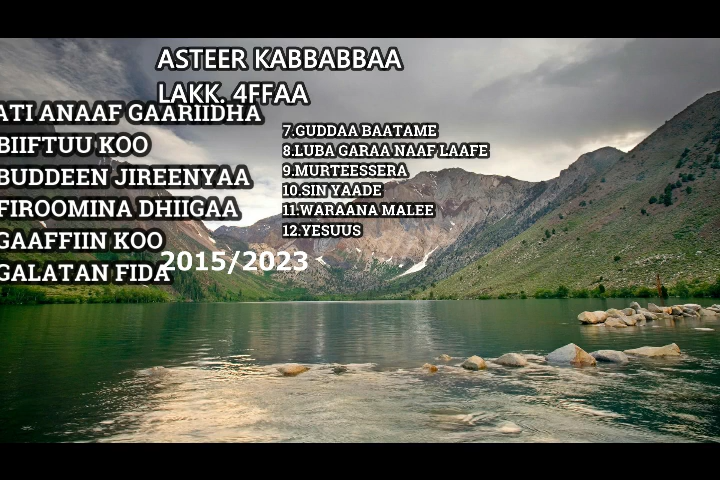 ASTEER KABBABBAA
LAKK. 4FFAA
ATI ANAAF GAARIIDHA
BIIFTUU KOO
BUDDEEN JIREENYAA
FIROOMINA DHIIGAA
GAAFFIIN KOO
GALATAN FIDA
7.GUDDAA BAATAME
8.LUBA GARAA NAAF LAAFE
9.MURTEESSERA
10.SIN YAADE
11.WARAANA MALEE
12.YESUUS
2015/2023